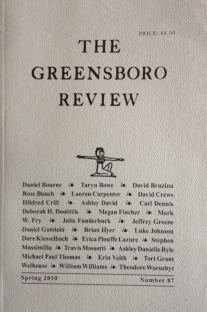 PRICE: $8.00
THE
GREENSBORO
REVIEW
Daniel Bourne ❧ Taryn Bowe ❧ David Bruzina
Rose Bunch ❧ Lauren Carpenter ❧ David Crews
Hildred Crill ❧ Ashley David ❧ Carl Dennis
Deborah H. Doolittle ❧ Megan Fincher ❧ Mark
W. Fry ❧ Julie Funderburk ❧ Jeffrey Greene
Daniel Gutstein ❧ Brian Hyer ❧ Luke Johnson
Dore Kiesselbach ❧ Erica Plouffe Lazure ❧ Stephen
Massimilla ❧ Travis Mossotti ❧ Ashley Danielle Ryle
Michael Paul Thomas ❧ Erin Veith ❧ Tori Grant
Welhouse ❧ William Williams ❧ Theodore Worozbyt
Spring 2010
Number 87